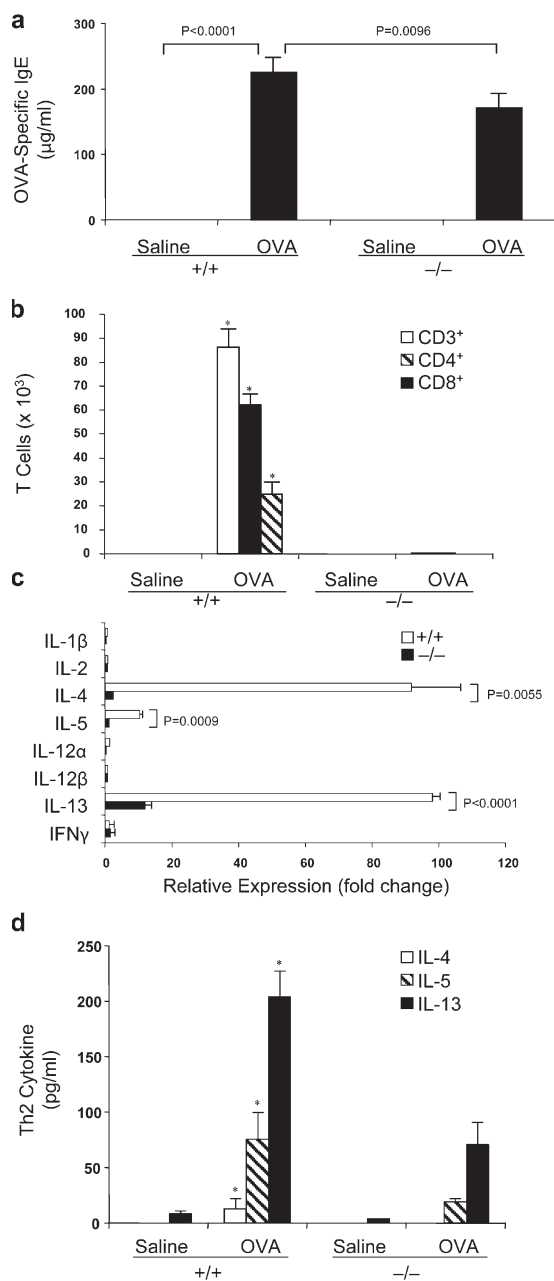 a
300
200
100
0
OVA-Specific IgE
(µg/ml)
P<0.0001
P=0.0096
Saline OVA Saline OVA
+/+ –/–
b
100
90
80
70
60
50
40
30
20
10
0
T Cells (x 10³)
* * *
CD3⁺
CD4⁺
CD8⁺
Saline OVA Saline OVA
+/+ –/–
c
+/+
–/–
IL-1β
IL-2
IL-4
P=0.0055
IL-5
P=0.0009
IL-12α
IL-12β
IL-13
P<0.0001
IFNγ
0 20 40 60 80 100 120
Relative Expression (fold change)
d
250
200
150
100
50
0
Th2 Cytokine
(pg/ml)
* * *
IL-4
IL-5
IL-13
Saline OVA Saline OVA
+/+ –/–